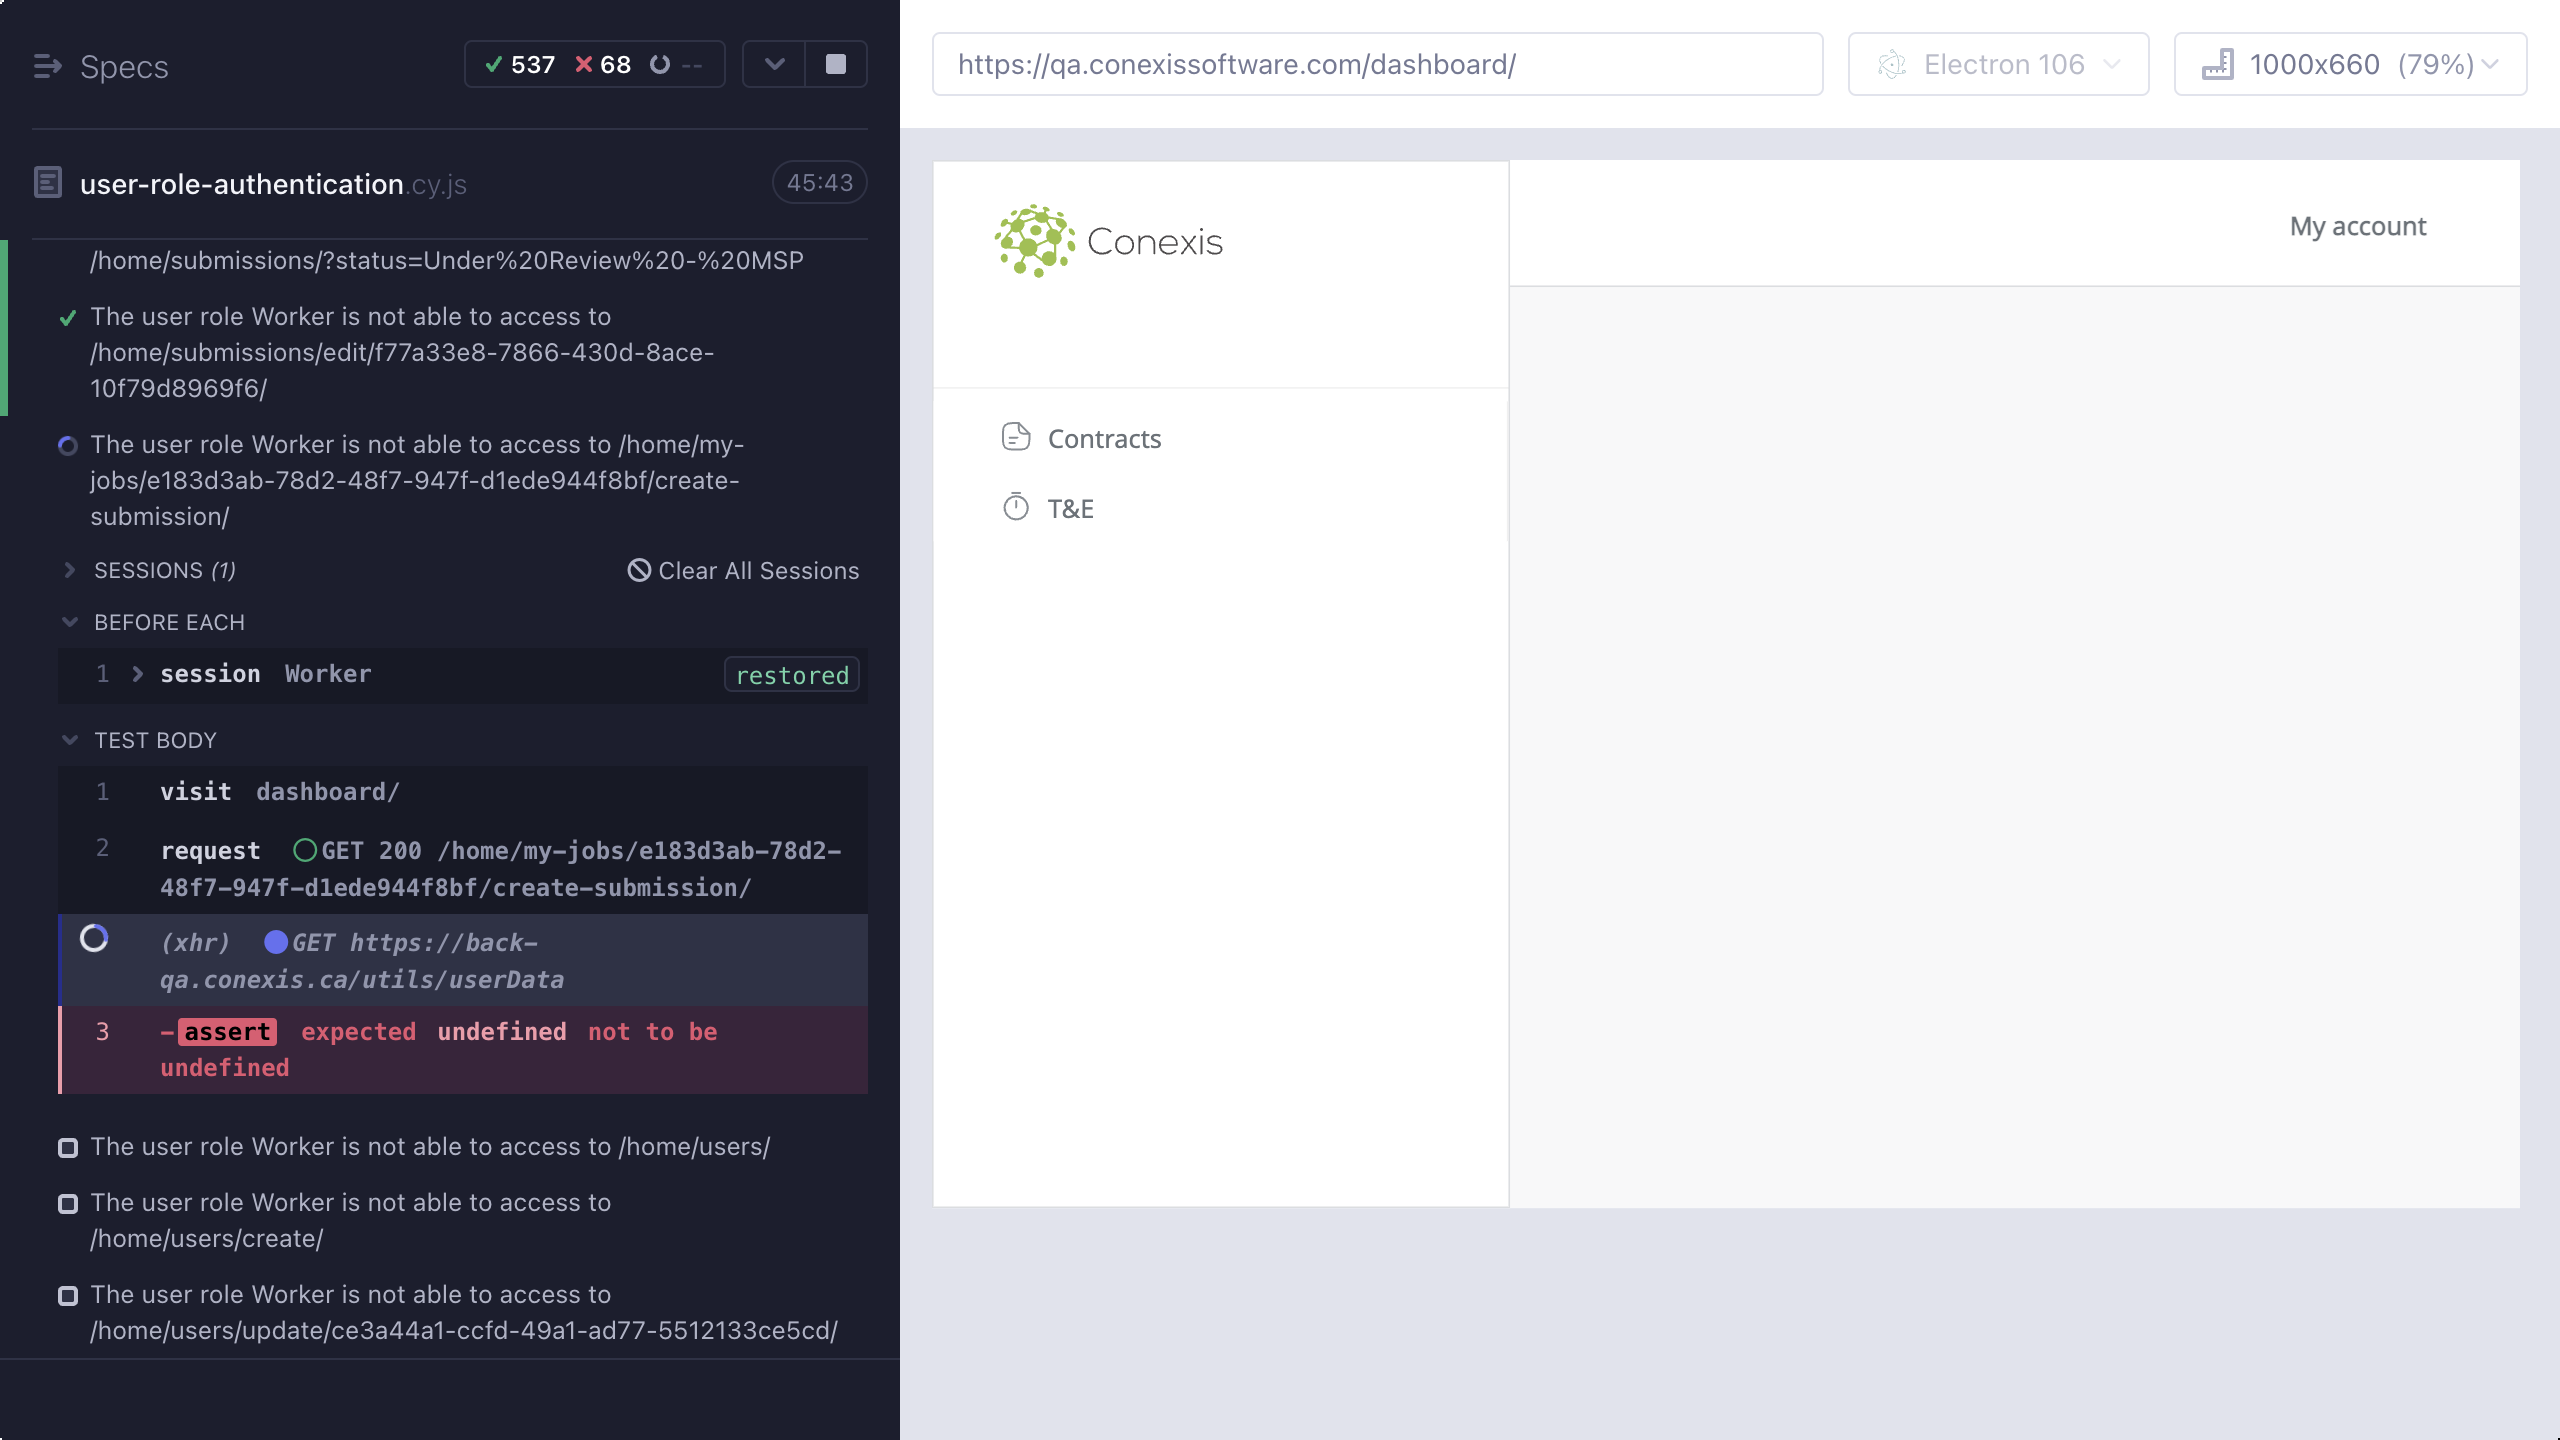 Specs
537 68 --
user-role-authentication.cy.js 45:43
/home/submissions/?status=Under%20Review%20-%20MSP
The user role Worker is not able to access to
/home/submissions/edit/f77a33e8-7866-430d-8ace-
10f79d8969f6/
The user role Worker is not able to access to /home/my-
jobs/e183d3ab-78d2-48f7-947f-d1ede944f8bf/create-
submission/
SESSIONS (1) Clear All Sessions
BEFORE EACH
1 session Worker restored
TEST BODY
1 visit dashboard/
2 request GET 200 /home/my-jobs/e183d3ab-78d2-
48f7-947f-d1ede944f8bf/create-submission/
(xhr) GET https://back-
qa.conexis.ca/utils/userData
3 -assert expected undefined not to be
undefined
The user role Worker is not able to access to /home/users/
The user role Worker is not able to access to
/home/users/create/
The user role Worker is not able to access to
/home/users/update/ce3a44a1-ccfd-49a1-ad77-5512133ce5cd/
https://qa.conexissoftware.com/dashboard/
Electron 106
1000x660 (79%)
Conexis
My account
Contracts
T&E